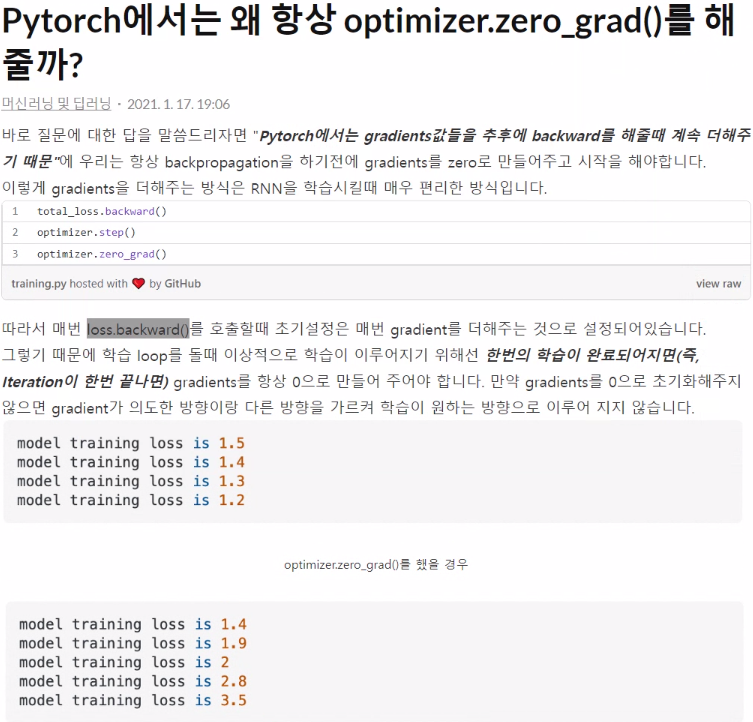 Pytorch에서는 왜 항상 optimizer.zero_grad()를 해
줄까?
머신러닝 및 딥러닝 · 2021. 1. 17. 19:06
바로 질문에 대한 답을 말씀드리자면 "Pytorch에서는 gradients값들을 추후에 backward를 해줄때 계속 더해주
기 때문"에 우리는 항상 backpropagation을 하기전에 gradients를 zero로 만들어주고 시작을 해야합니다.
이렇게 gradients을 더해주는 방식은 RNN을 학습시킬때 매우 편리한 방식입니다.
1 total_loss.backward()
2 optimizer.step()
3 optimizer.zero_grad()
training.py hosted with ❤ by GitHub view raw
따라서 매번 loss.backward()를 호출할때 초기설정은 매번 gradient를 더해주는 것으로 설정되어있습니다.
그렇기 때문에 학습 loop를 돌때 이상적으로 학습이 이루어지기 위해선 한번의 학습이 완료되어지면(즉,
Iteration이 한번 끝나면) gradients를 항상 0으로 만들어 주어야 합니다. 만약 gradients를 0으로 초기화해주지
않으면 gradient가 의도한 방향이랑 다른 방향을 가르켜 학습이 원하는 방향으로 이루어 지지 않습니다.
model training loss is 1.5
model training loss is 1.4
model training loss is 1.3
model training loss is 1.2
optimizer.zero_grad()를 했을 경우
model training loss is 1.4
model training loss is 1.9
model training loss is 2
model training loss is 2.8
model training loss is 3.5